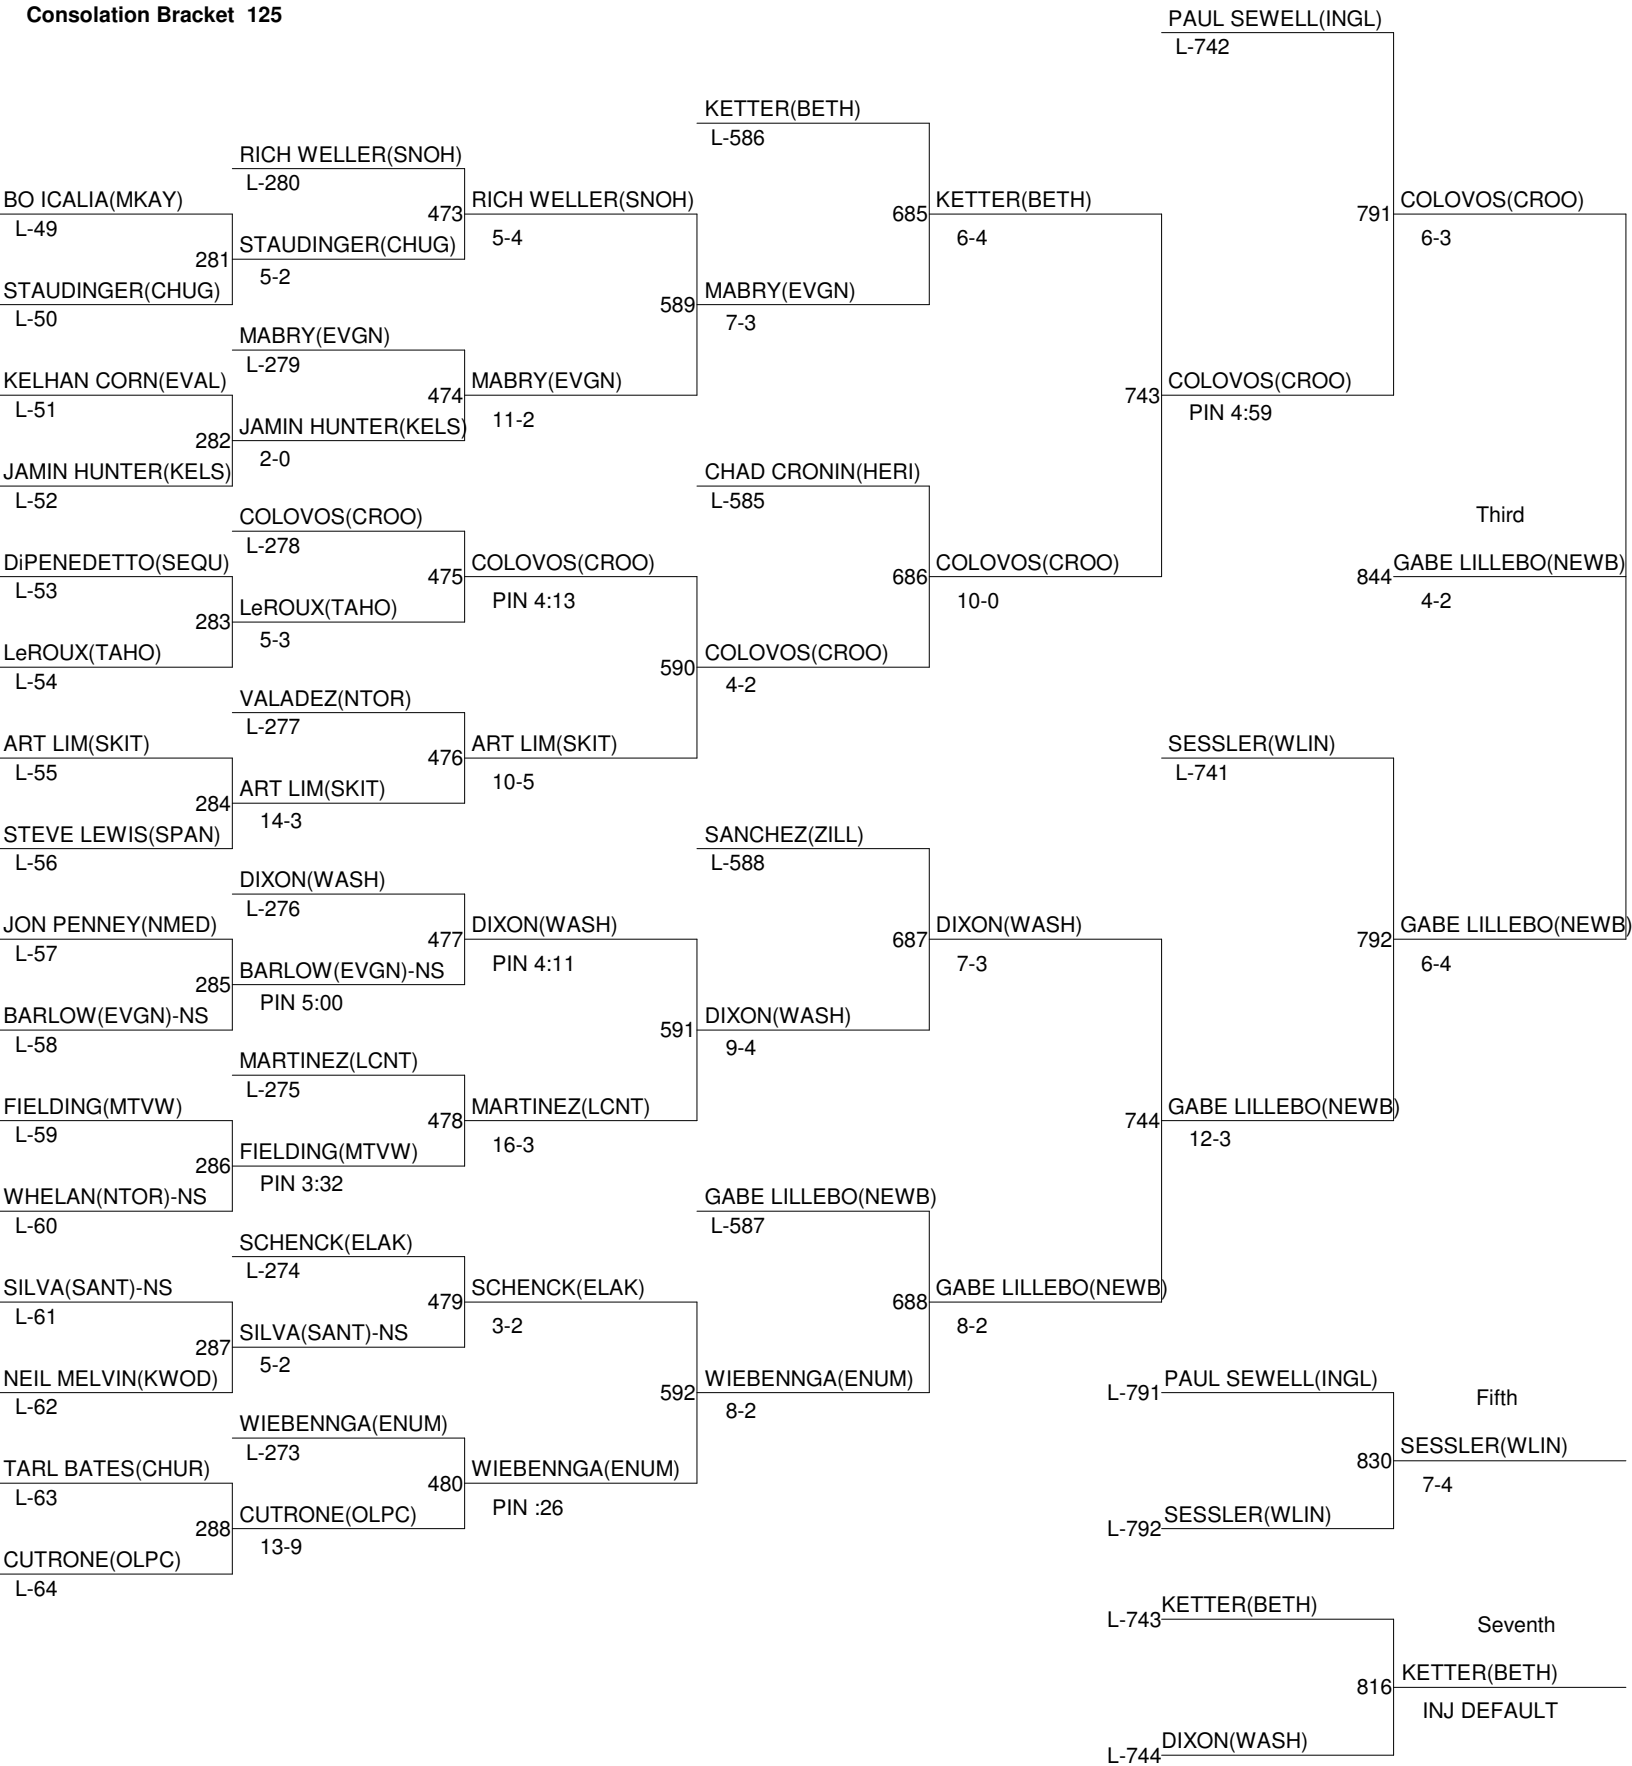 Consolation Bracket 125
PAUL SEWELL(INGL)
L-742
KETTER(BETH)
L-586
RICH WELLER(SNOH)
L-280
BO ICALIA(MKAY)
L-49
473
RICH WELLER(SNOH)
5-4
685
KETTER(BETH)
6-4
791
COLOVOS(CROO)
6-3
281
STAUDINGER(CHUG)
5-2
STAUDINGER(CHUG)
L-50
589
MABRY(EVGN)
7-3
MABRY(EVGN)
L-279
KELHAN CORN(EVAL)
L-51
474
MABRY(EVGN)
11-2
743
COLOVOS(CROO)
PIN 4:59
282
JAMIN HUNTER(KELS)
2-0
JAMIN HUNTER(KELS)
L-52
CHAD CRONIN(HERI)
L-585
COLOVOS(CROO)
L-278
Third
DiPENEDETTO(SEQU)
L-53
475
COLOVOS(CROO)
PIN 4:13
686
COLOVOS(CROO)
10-0
844
GABE LILLEBO(NEWB)
4-2
283
LeROUX(TAHO)
5-3
LeROUX(TAHO)
L-54
590
COLOVOS(CROO)
4-2
VALADEZ(NTOR)
L-277
ART LIM(SKIT)
L-55
476
ART LIM(SKIT)
10-5
SESSLER(WLIN)
L-741
284
ART LIM(SKIT)
14-3
STEVE LEWIS(SPAN)
L-56
SANCHEZ(ZILL)
L-588
DIXON(WASH)
L-276
JON PENNEY(NMED)
L-57
477
DIXON(WASH)
PIN 4:11
687
DIXON(WASH)
7-3
792
GABE LILLEBO(NEWB)
6-4
285
BARLOW(EVGN)-NS
PIN 5:00
BARLOW(EVGN)-NS
L-58
591
DIXON(WASH)
9-4
MARTINEZ(LCNT)
L-275
FIELDING(MTVW)
L-59
478
MARTINEZ(LCNT)
16-3
744
GABE LILLEBO(NEWB)
12-3
286
FIELDING(MTVW)
PIN 3:32
WHELAN(NTOR)-NS
L-60
GABE LILLEBO(NEWB)
L-587
SCHENCK(ELAK)
L-274
SILVA(SANT)-NS
L-61
479
SCHENCK(ELAK)
3-2
688
GABE LILLEBO(NEWB)
8-2
287
SILVA(SANT)-NS
5-2
NEIL MELVIN(KWOD)
L-62
592
WIEBENNGA(ENUM)
8-2
L-791
PAUL SEWELL(INGL)
Fifth
WIEBENNGA(ENUM)
L-273
TARL BATES(CHUR)
L-63
480
WIEBENNGA(ENUM)
PIN :26
830
SESSLER(WLIN)
7-4
288
CUTRONE(OLPC)
13-9
L-792
SESSLER(WLIN)
CUTRONE(OLPC)
L-64
L-743
KETTER(BETH)
Seventh
816
KETTER(BETH)
INJ DEFAULT
L-744
DIXON(WASH)